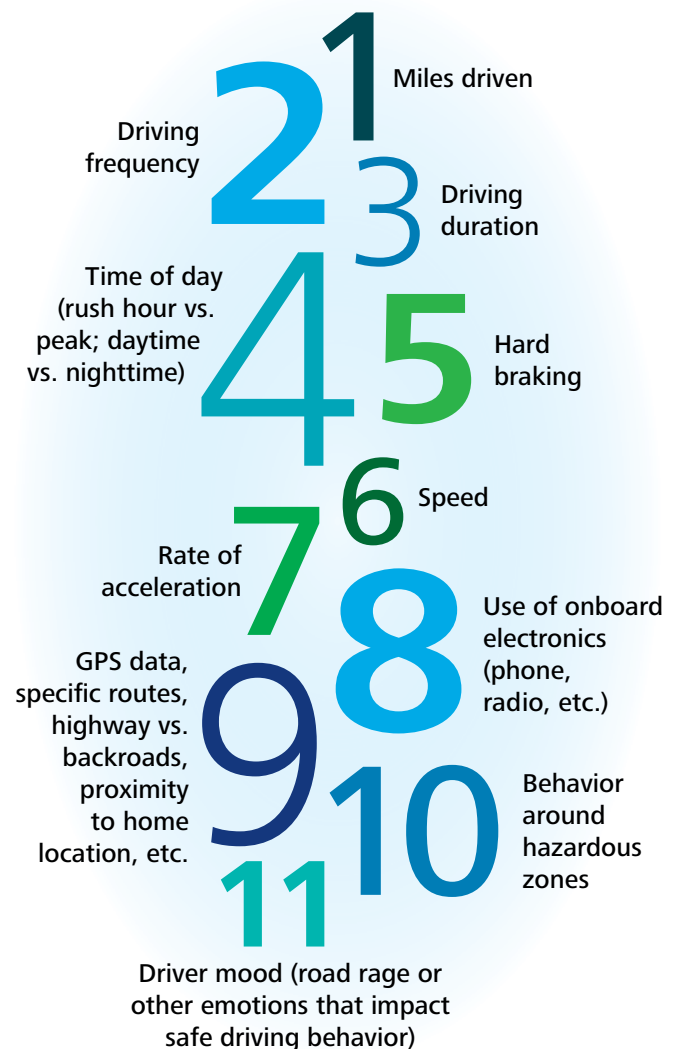 1
Miles driven
2
Driving
frequency
3
Driving
duration
4
Time of day
(rush hour vs.
peak; daytime
vs. nighttime)
5
Hard
braking
6
Speed
7
Rate of
acceleration
8
Use of onboard
electronics
(phone,
radio, etc.)
9
GPS data,
specific routes,
highway vs.
backroads,
proximity
to home
location, etc.
10
Behavior
around
hazardous
zones
11
Driver mood (road rage or
other emotions that impact
safe driving behavior)